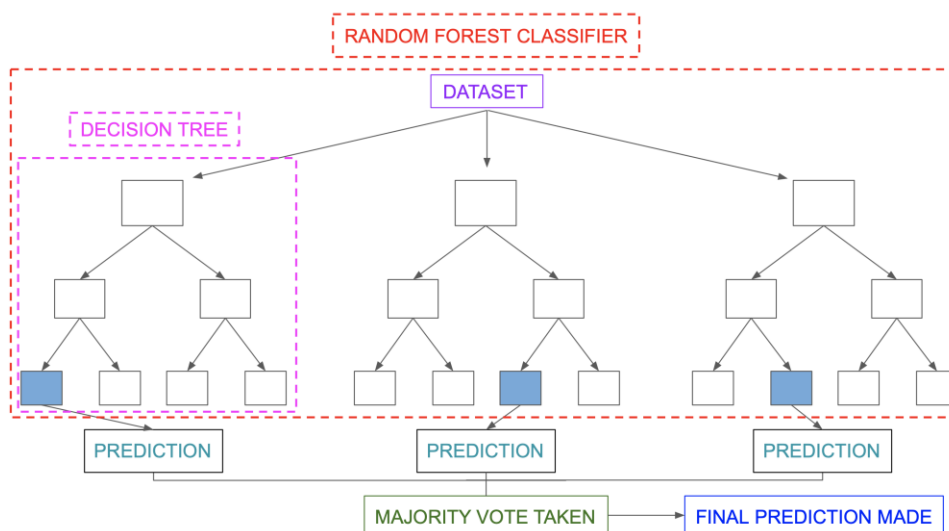 RANDOM FOREST CLASSIFIER
DATASET
DECISION TREE
PREDICTION
PREDICTION
PREDICTION
MAJORITY VOTE TAKEN
FINAL PREDICTION MADE